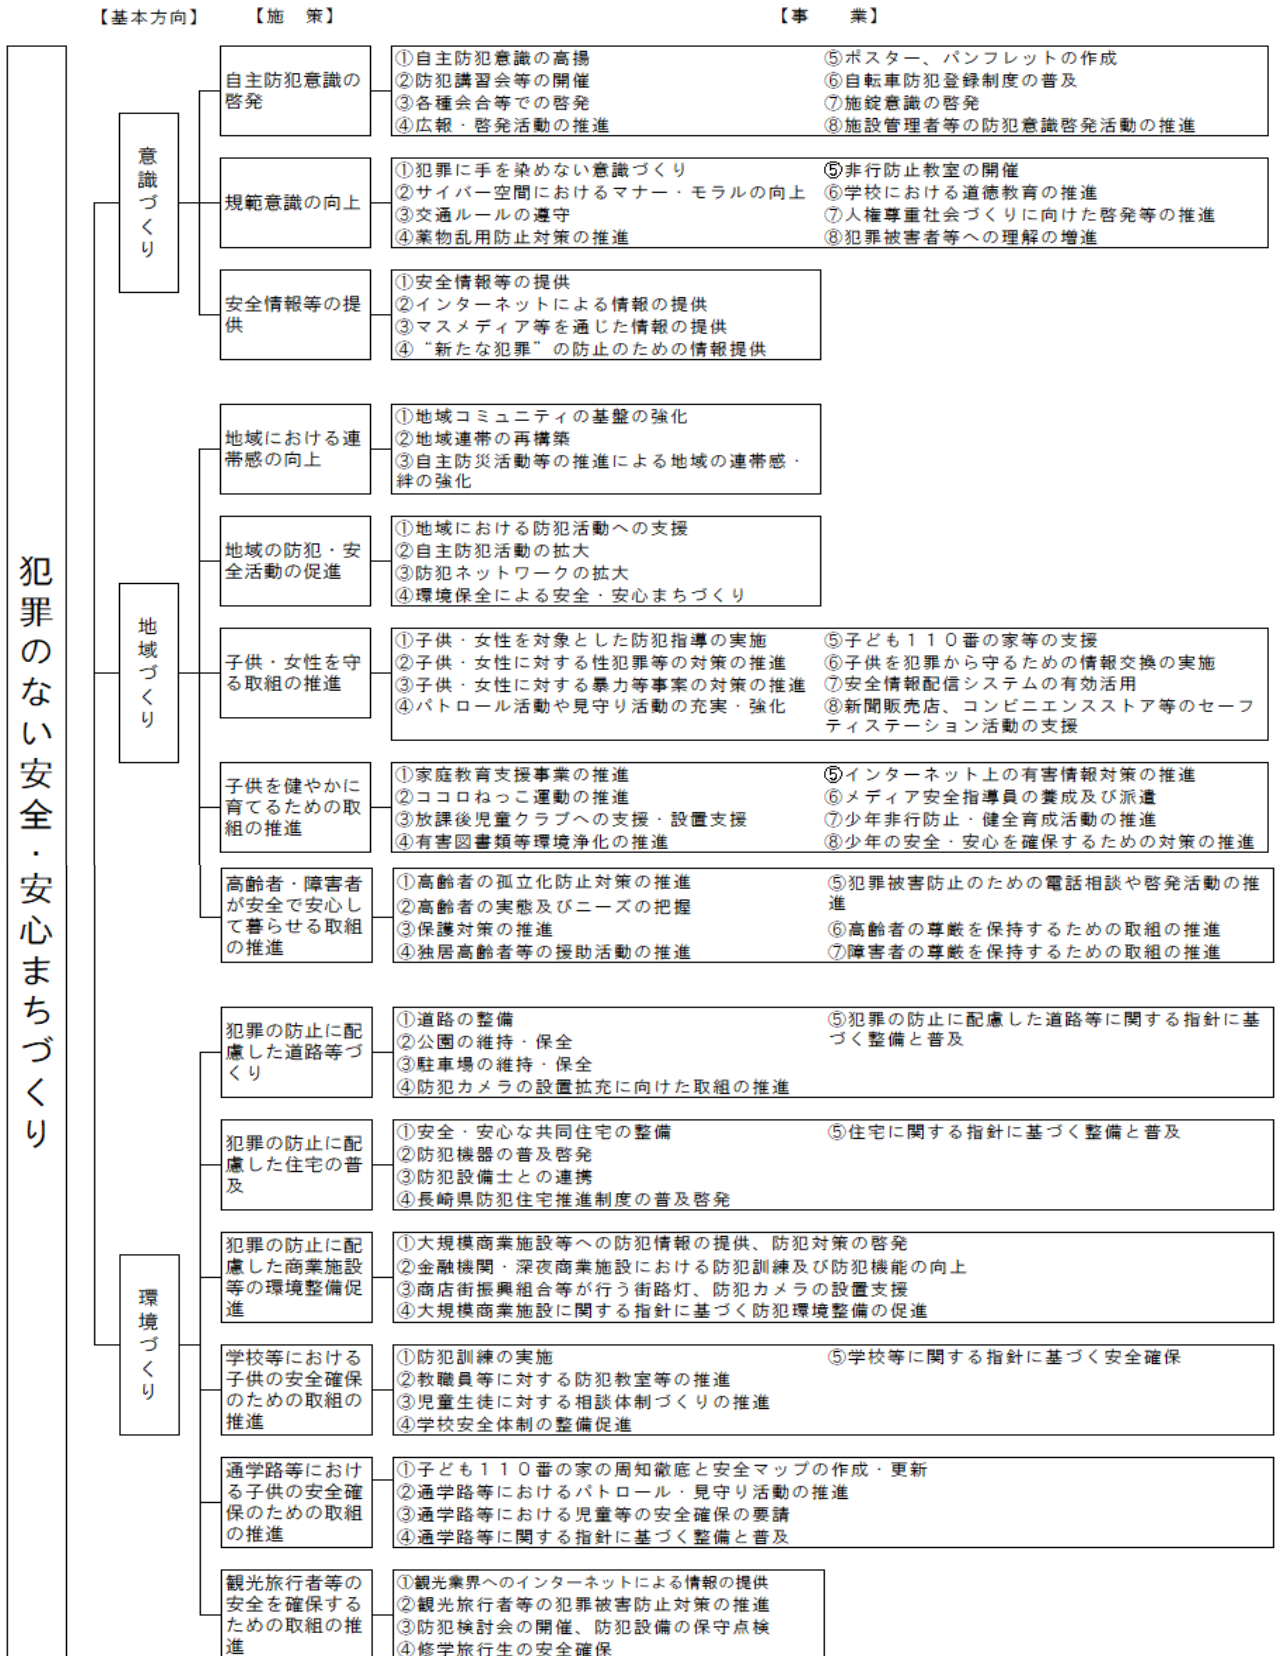 【基本方向】 【施　策】 【事　　業】
犯罪のない安全・安心まちづくり
意識づくり
自主防犯意識の
啓発
①自主防犯意識の高揚
②防犯講習会等の開催
③各種会合等での啓発
④広報・啓発活動の推進
⑤ポスター、パンフレットの作成
⑥自転車防犯登録制度の普及
⑦施錠意識の啓発
⑧施設管理者等の防犯意識啓発活動の推進
規範意識の向上
①犯罪に手を染めない意識づくり
②サイバー空間におけるマナー・モラルの向上
③交通ルールの遵守
④薬物乱用防止対策の推進
⑤非行防止教室の開催
⑥学校における道徳教育の推進
⑦人権尊重社会づくりに向けた啓発等の推進
⑧犯罪被害者等への理解の増進
安全情報等の提
供
①安全情報等の提供
②インターネットによる情報の提供
③マスメディア等を通じた情報の提供
④“新たな犯罪”の防止のための情報提供
地域づくり
地域における連
帯感の向上
①地域コミュニティの基盤の強化
②地域連帯の再構築
③自主防災活動等の推進による地域の連帯感・
絆の強化
地域の防犯・安
全活動の促進
①地域における防犯活動への支援
②自主防犯活動の拡大
③防犯ネットワークの拡大
④環境保全による安全・安心まちづくり
子供・女性を守
る取組の推進
①子供・女性を対象とした防犯指導の実施
②子供・女性に対する性犯罪等の対策の推進
③子供・女性に対する暴力等事案の対策の推進
④パトロール活動や見守り活動の充実・強化
⑤子ども１１０番の家等の支援
⑥子供を犯罪から守るための情報交換の実施
⑦安全情報配信システムの有効活用
⑧新聞販売店、コンビニエンスストア等のセーフ
ティステーション活動の支援
子供を健やかに
育てるための取
組の推進
①家庭教育支援事業の推進
②ココロねっこ運動の推進
③放課後児童クラブへの支援・設置支援
④有害図書類等環境浄化の推進
⑤インターネット上の有害情報対策の推進
⑥メディア安全指導員の養成及び派遣
⑦少年非行防止・健全育成活動の推進
⑧少年の安全・安心を確保するための対策の推進
高齢者・障害者
が安全で安心し
て暮らせる取組
の推進
①高齢者の孤立化防止対策の推進
②高齢者の実態及びニーズの把握
③保護対策の推進
④独居高齢者等の援助活動の推進
⑤犯罪被害防止のための電話相談や啓発活動の推
進
⑥高齢者の尊厳を保持するための取組の推進
⑦障害者の尊厳を保持するための取組の推進
環境づくり
犯罪の防止に配
慮した道路等づ
くり
①道路の整備
②公園の維持・保全
③駐車場の維持・保全
④防犯カメラの設置拡充に向けた取組の推進
⑤犯罪の防止に配慮した道路等に関する指針に基
づく整備と普及
犯罪の防止に配
慮した住宅の普
及
①安全・安心な共同住宅の整備
②防犯機器の普及啓発
③防犯設備士との連携
④長崎県防犯住宅推進制度の普及啓発
⑤住宅に関する指針に基づく整備と普及
犯罪の防止に配
慮した商業施設
等の環境整備促
進
①大規模商業施設等への防犯情報の提供、防犯対策の啓発
②金融機関・深夜商業施設における防犯訓練及び防犯機能の向上
③商店街振興組合等が行う街路灯、防犯カメラの設置支援
④大規模商業施設に関する指針に基づく防犯環境整備の促進
学校等における
子供の安全確保
のための取組の
推進
①防犯訓練の実施
②教職員等に対する防犯教室等の推進
③児童生徒に対する相談体制づくりの推進
④学校安全体制の整備促進
⑤学校等に関する指針に基づく安全確保
通学路等におけ
る子供の安全確
保のための取組
の推進
①子ども１１０番の家の周知徹底と安全マップの作成・更新
②通学路等におけるパトロール・見守り活動の推進
③通学路等における児童等の安全確保の要請
④通学路等に関する指針に基づく整備と普及
観光旅行者等の
安全を確保する
ための取組の推
進
①観光業界へのインターネットによる情報の提供
②観光旅行者等の犯罪被害防止対策の推進
③防犯検討会の開催、防犯設備の保守点検
④修学旅行生の安全確保